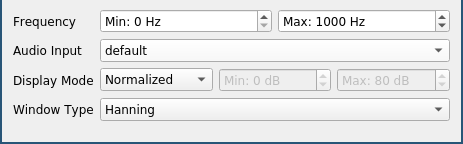 Frequency Min: 0 Hz Max: 1000 Hz
Audio Input default
Display Mode Normalized Min: 0 dB Max: 80 dB
Window Type Hanning